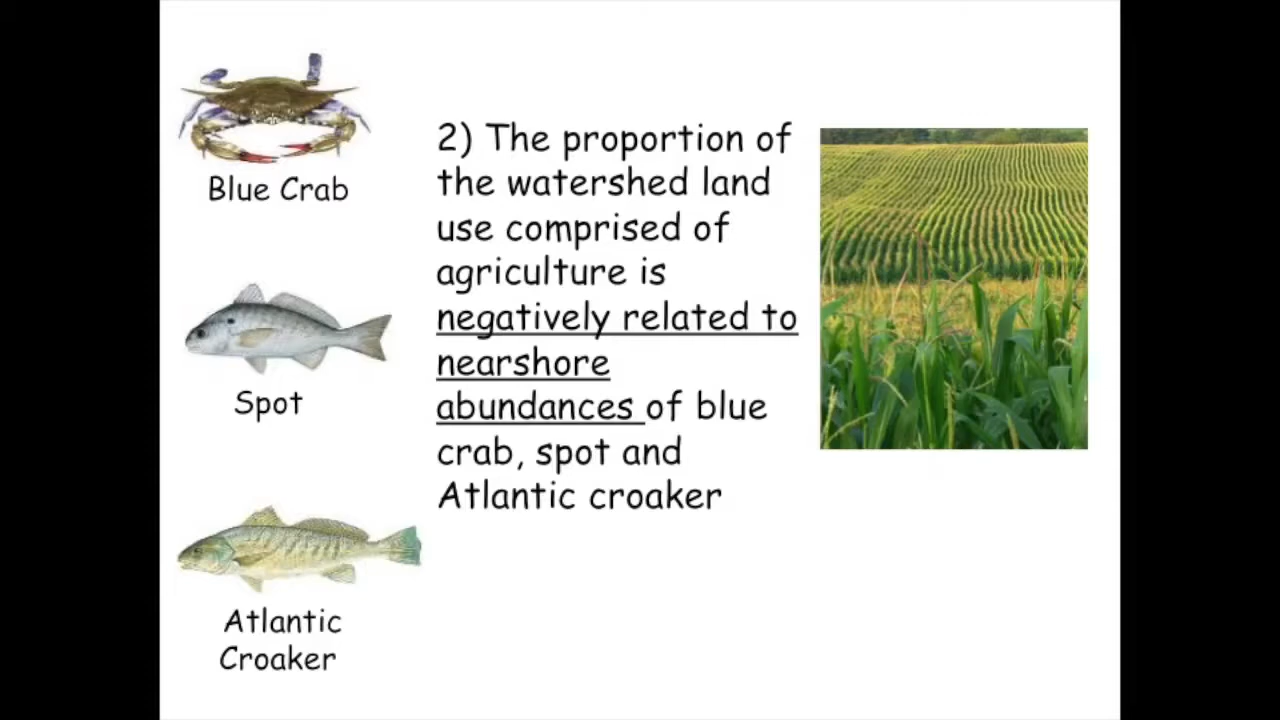 Blue Crab
Spot
Atlantic
Croaker
2) The proportion of
the watershed land
use comprised of
agriculture is
negatively related to
nearshore
abundances of blue
crab, spot and
Atlantic croaker